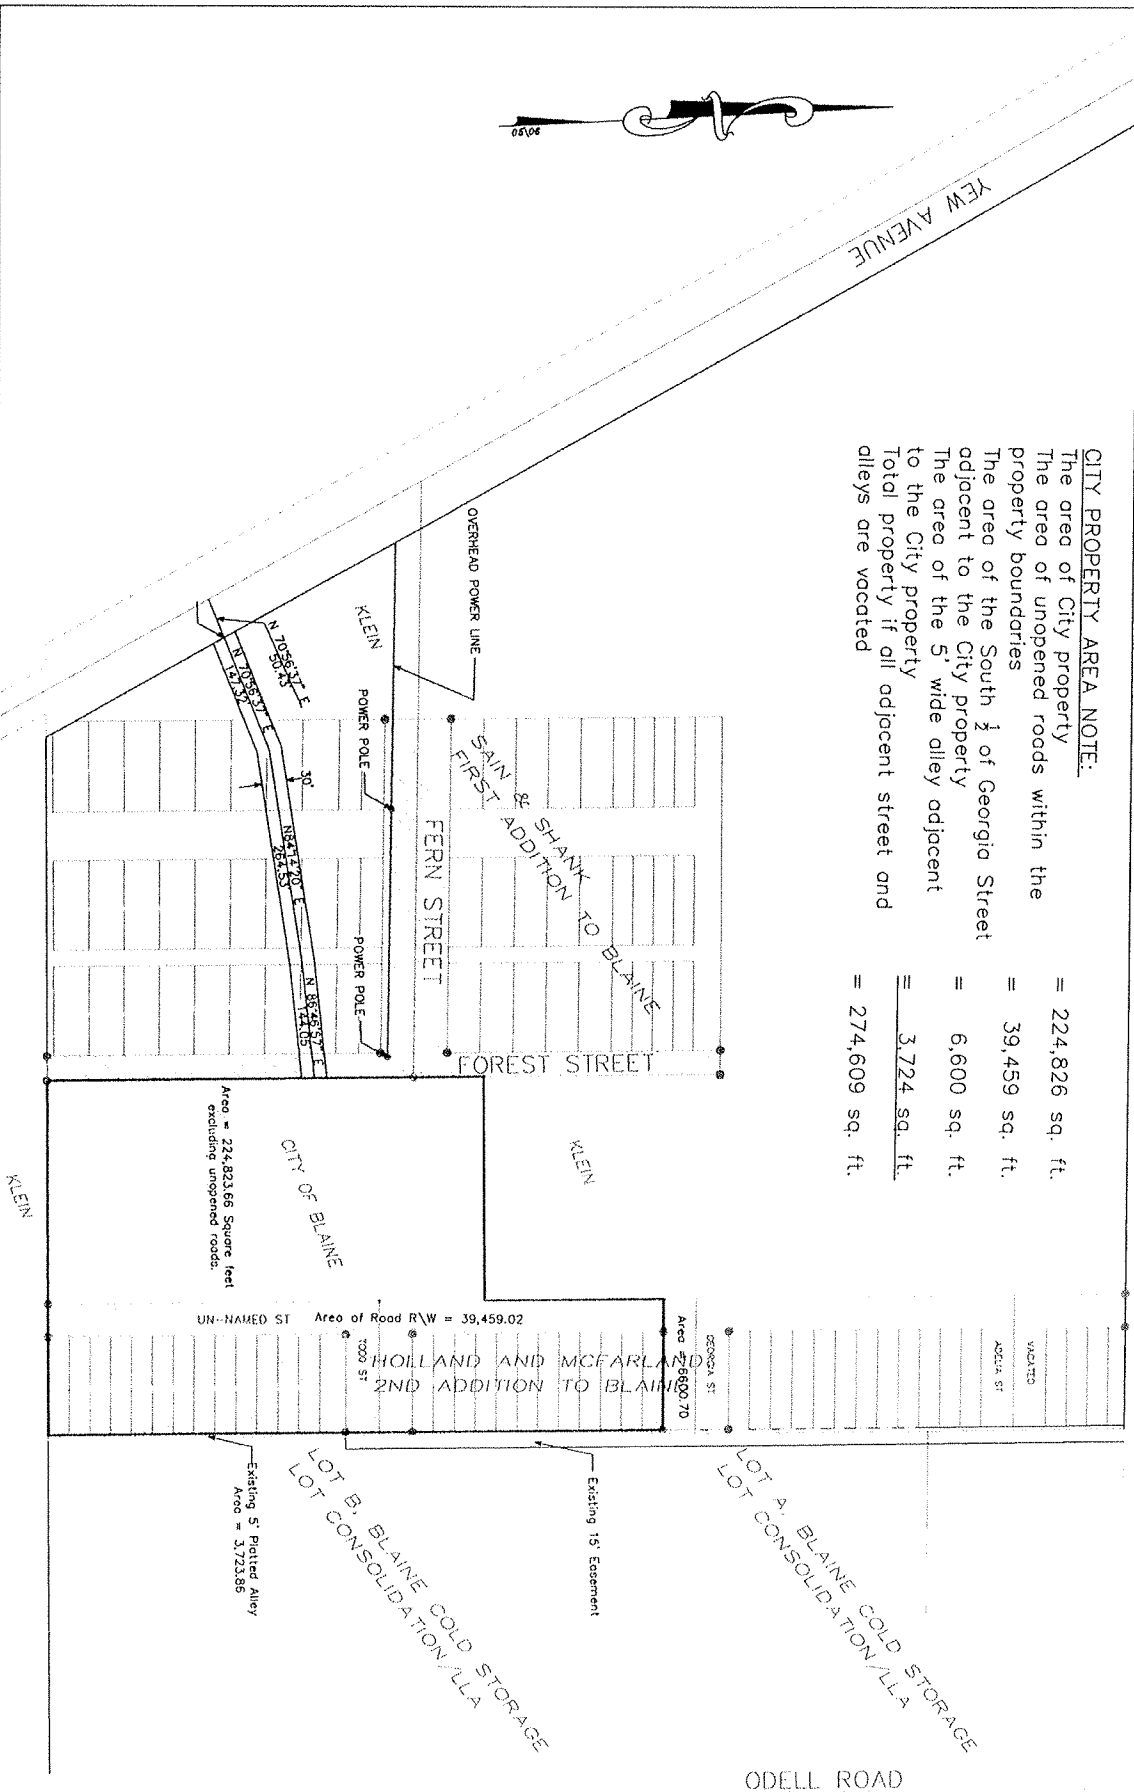 CITY PROPERTY AREA NOTE:
The area of City property = 224,826 sq. ft.
The area of unopened roads within the
property boundaries = 39,459 sq. ft.
The area of the South 1/2 of Georgia Street
adjacent to the City property = 6,600 sq. ft.
The area of the 5' wide alley adjacent
to the City property = 3,724 sq. ft.
Total property if all adjacent street and
alleys are vacated = 274,609 sq. ft.
05\06
YEW AVENUE
OVERHEAD POWER LINE
KLEIN
POWER POLE
POWER POLE
N 70°56'37" E
50.43
N 70°56'37" E
147.32
30'
N84°14'20" E
264.53
N 86°46'57" E
144.05
SAIN & SHANK
FIRST ADDITION TO BLAINE
FERN STREET
FOREST STREET
KLEIN
CITY OF BLAINE
Area = 224,823.66 Square feet
excluding unopened roads.
KLEIN
UN-NAMED ST
Area of Road R\W = 39,459.02
TODD ST
HOLLAND AND MCFARLAND
2ND ADDITION TO BLAINE
Area = 6600.70
GEORGIA ST
ADELIA ST
VACATED
Existing 5' Platted Alley
Area = 3,723.86
Existing 15' Easement
LOT B, BLAINE COLD STORAGE
LOT CONSOLIDATION/LLA
LOT A, BLAINE COLD STORAGE
LOT CONSOLIDATION/LLA
ODELL ROAD